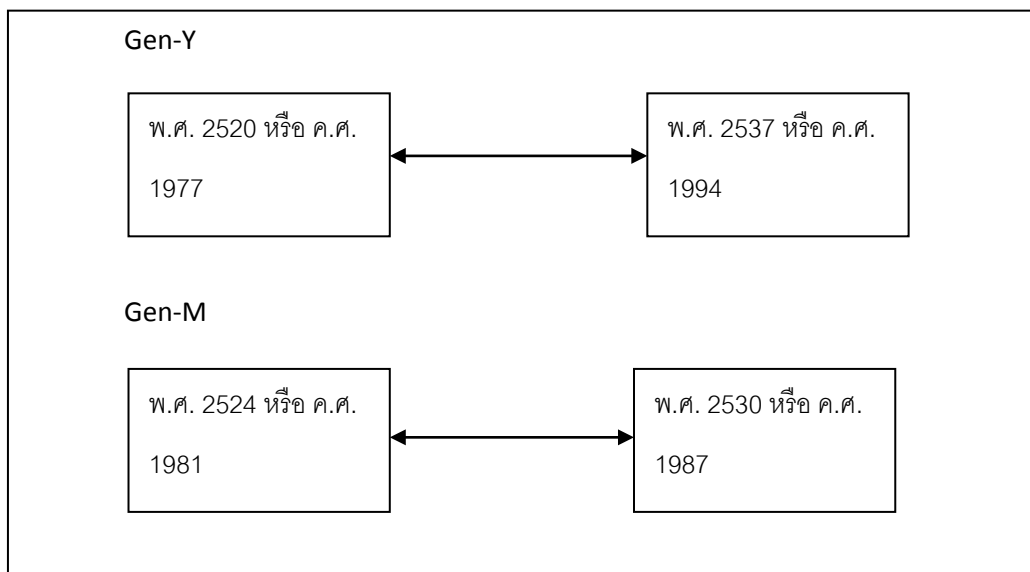 Gen-Y
พ.ศ. 2520 หรือ ค.ศ.
1977
พ.ศ. 2537 หรือ ค.ศ.
1994
Gen-M
พ.ศ. 2524 หรือ ค.ศ.
1981
พ.ศ. 2530 หรือ ค.ศ.
1987